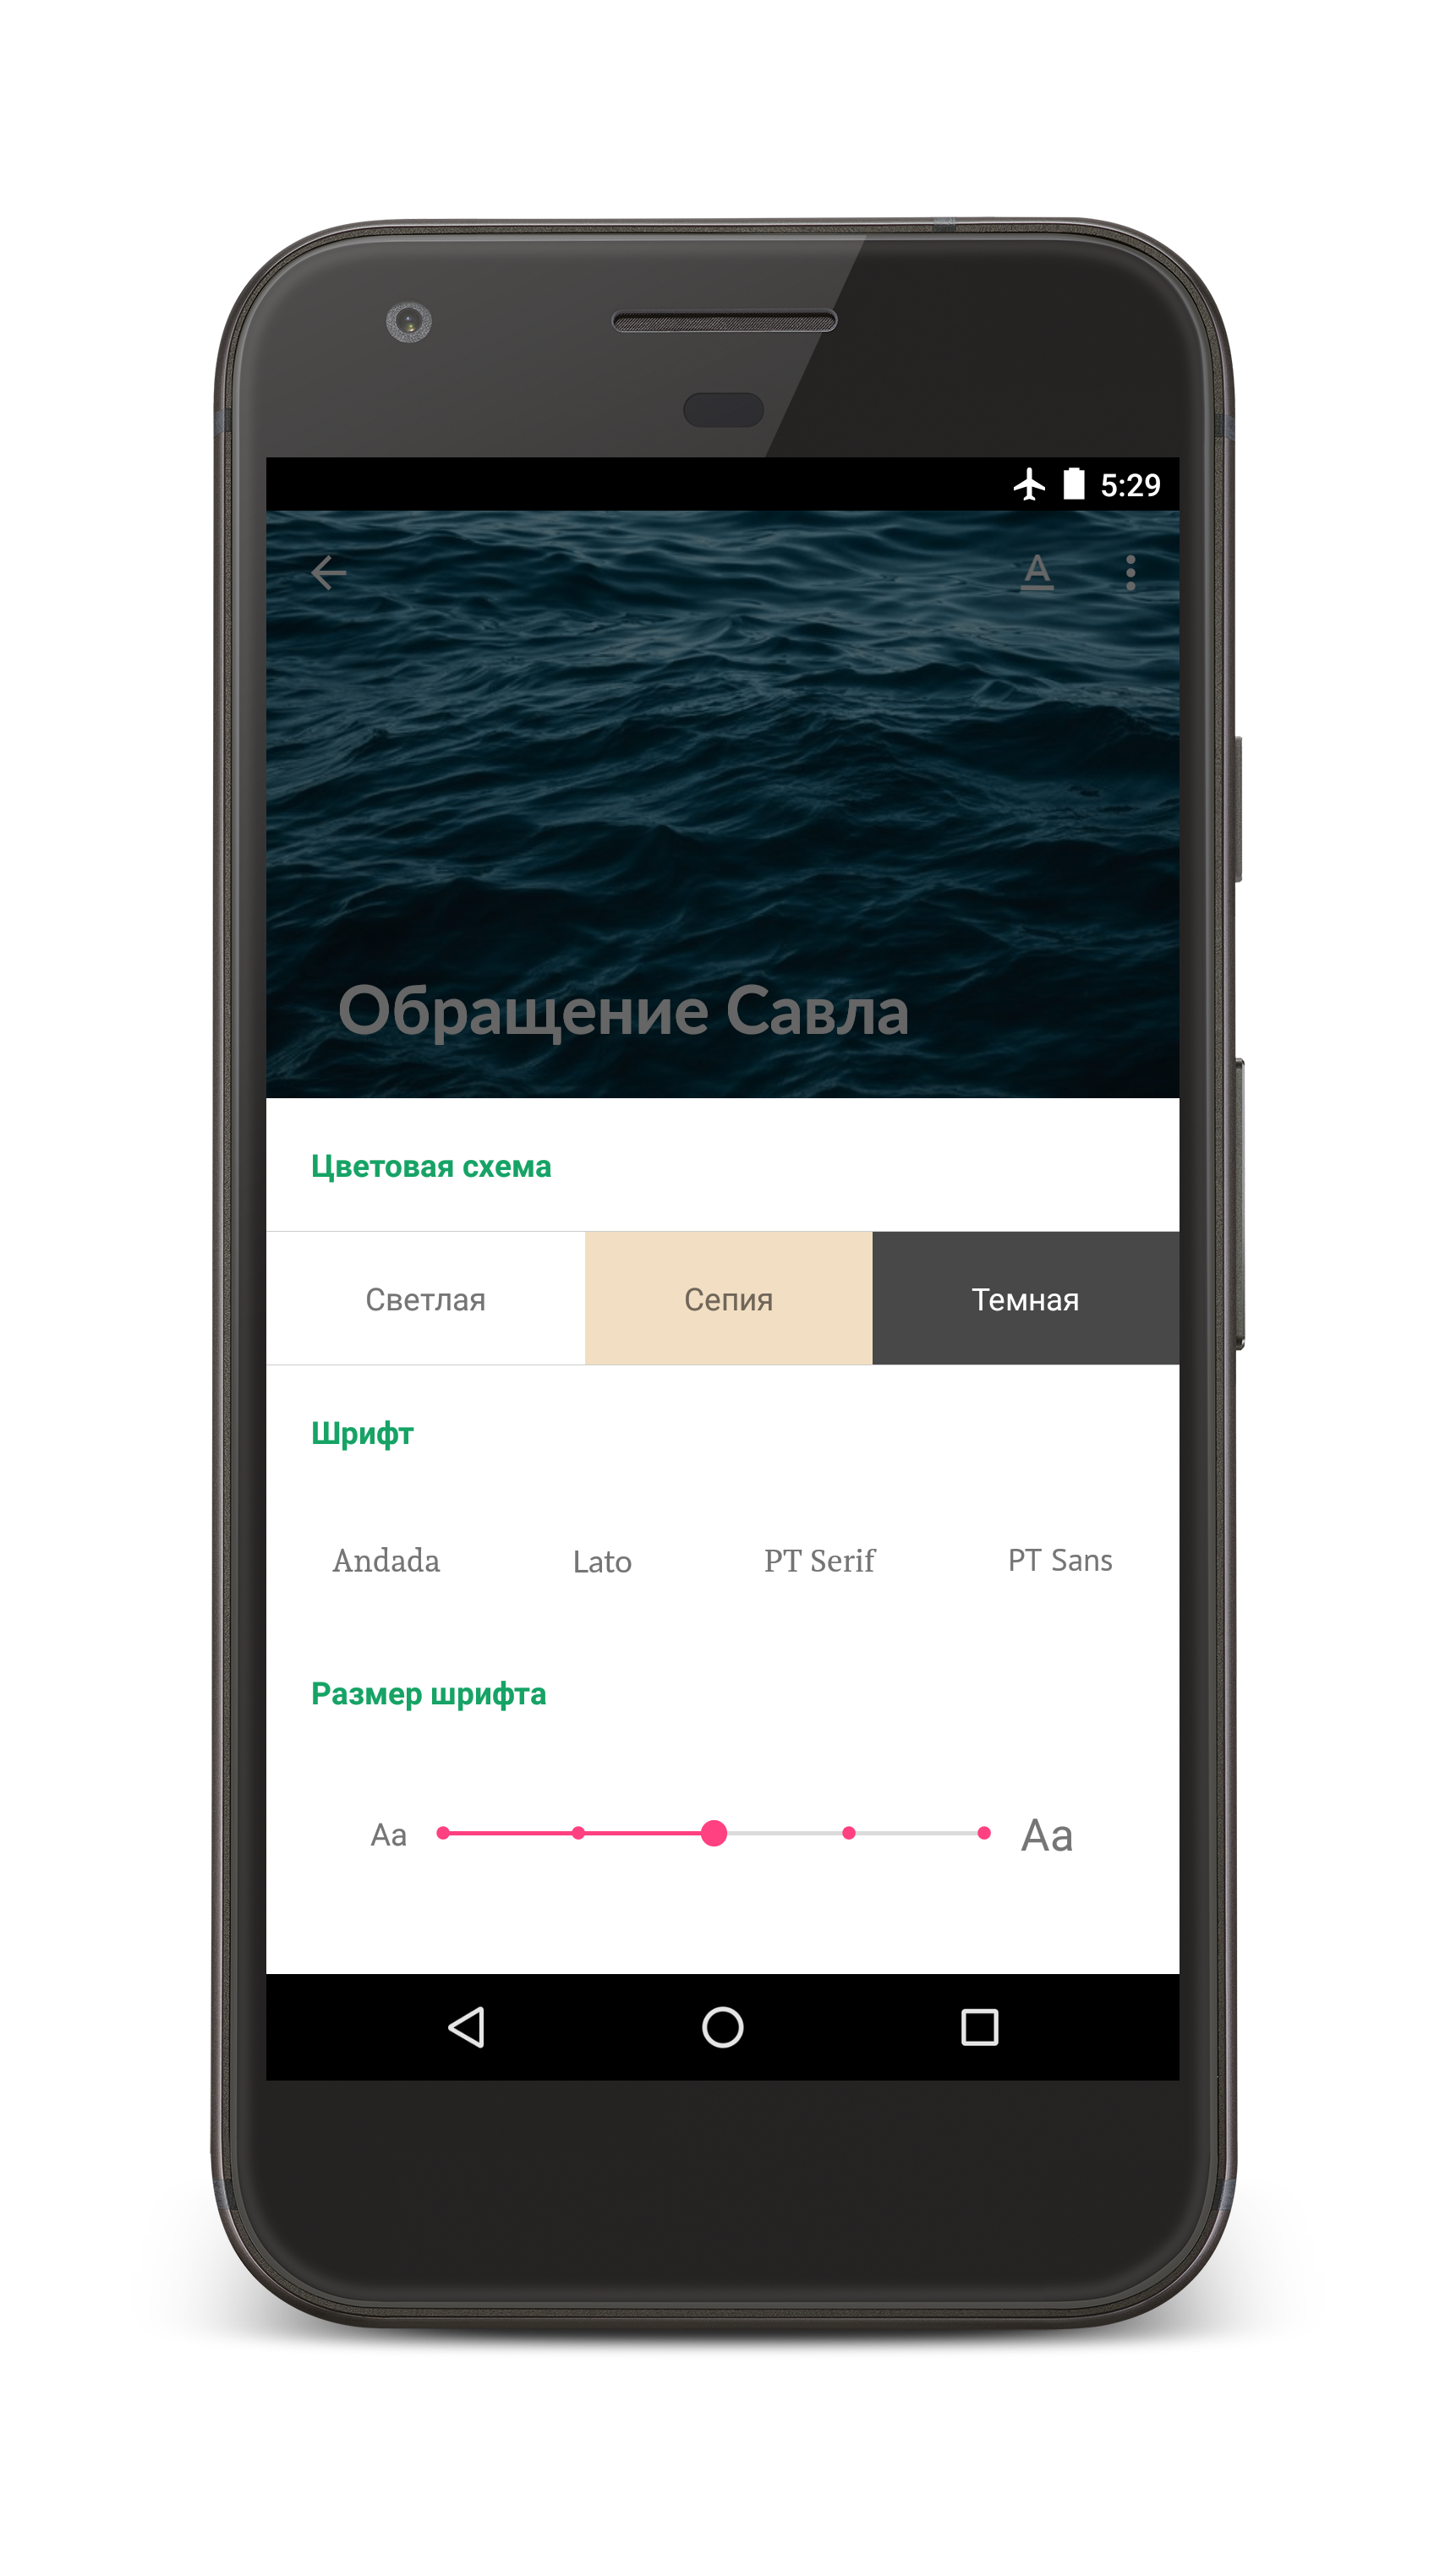 5:29
A
Обращение Савла
Цветовая схема
Светлая Сепия Темная
Шрифт
Andada Lato PT Serif PT Sans
Размер шрифта
Aa Aa